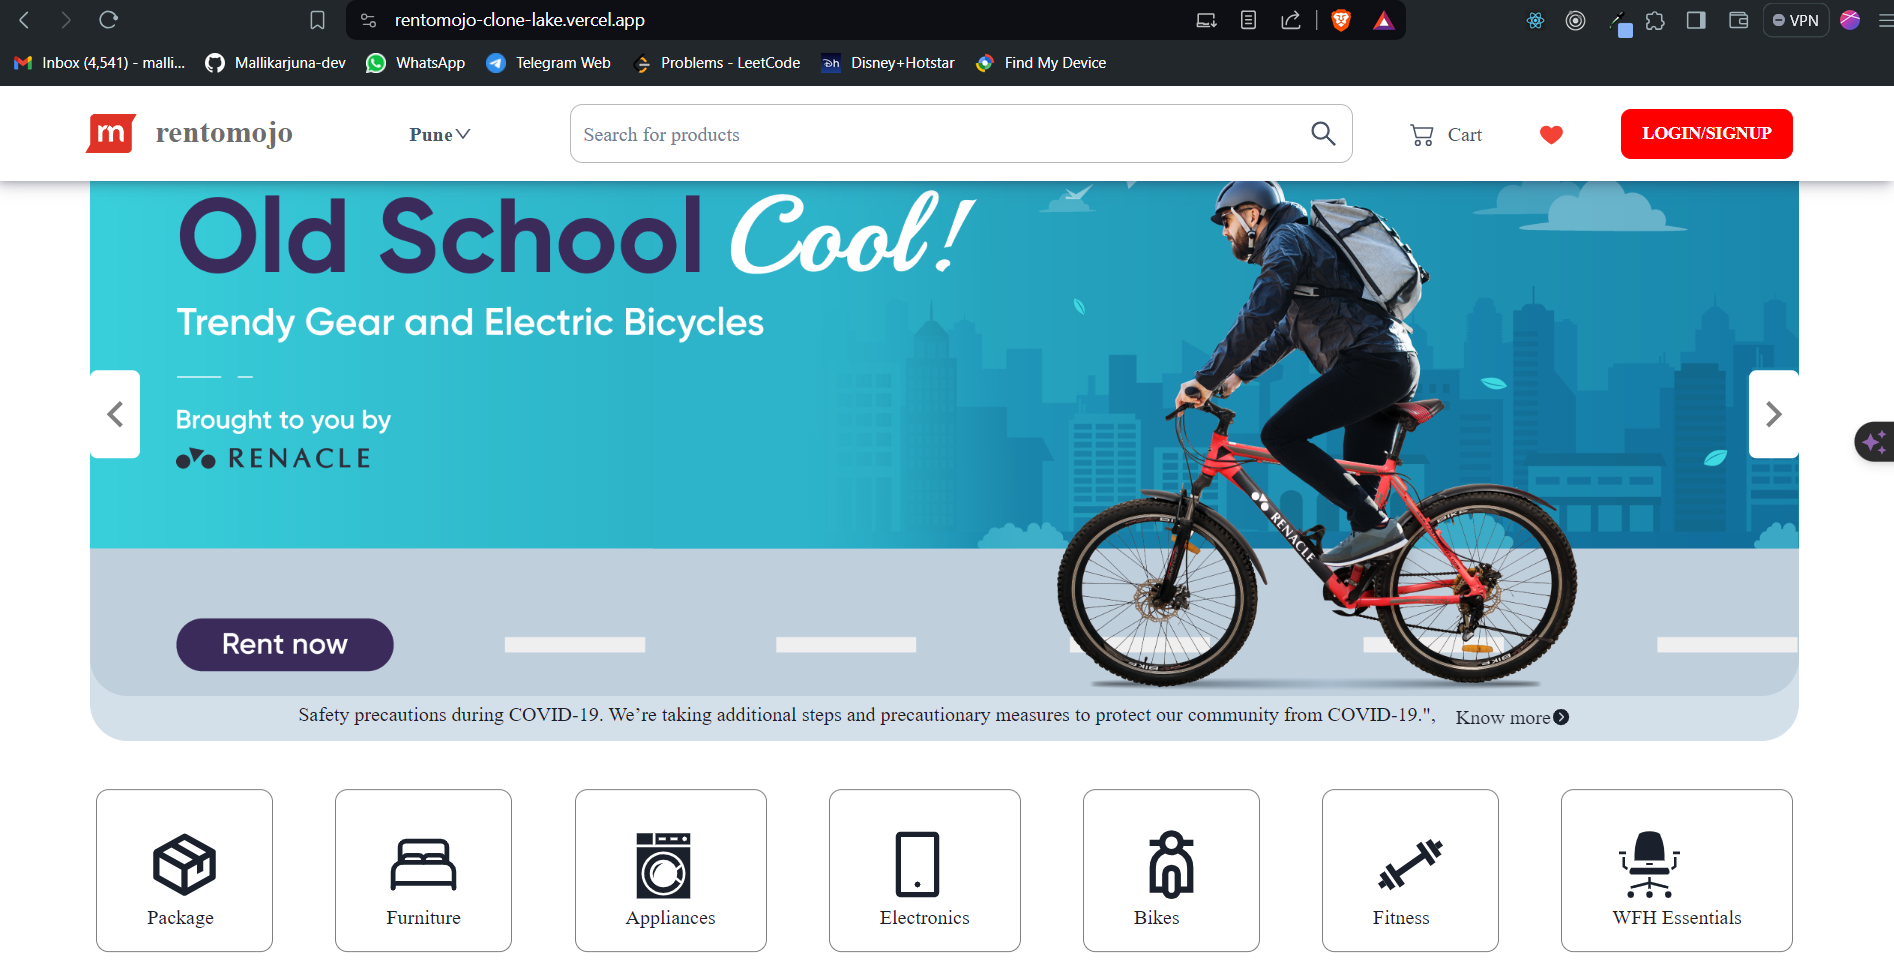 rentomojo-clone-lake.vercel.app
VPN
Inbox (4,541) - malli...
Mallikarjuna-dev
WhatsApp
Telegram Web
Problems - LeetCode
Disney+Hotstar
Find My Device
m rentomojo
Pune
Search for products
Cart
LOGIN/SIGNUP
Old School Cool!
Trendy Gear and Electric Bicycles
Brought to you by
RENACLE
RENACLE
Rent now
Safety precautions during COVID-19. We’re taking additional steps and precautionary measures to protect our community from COVID-19.",
Know more
Package
Furniture
Appliances
Electronics
Bikes
Fitness
WFH Essentials